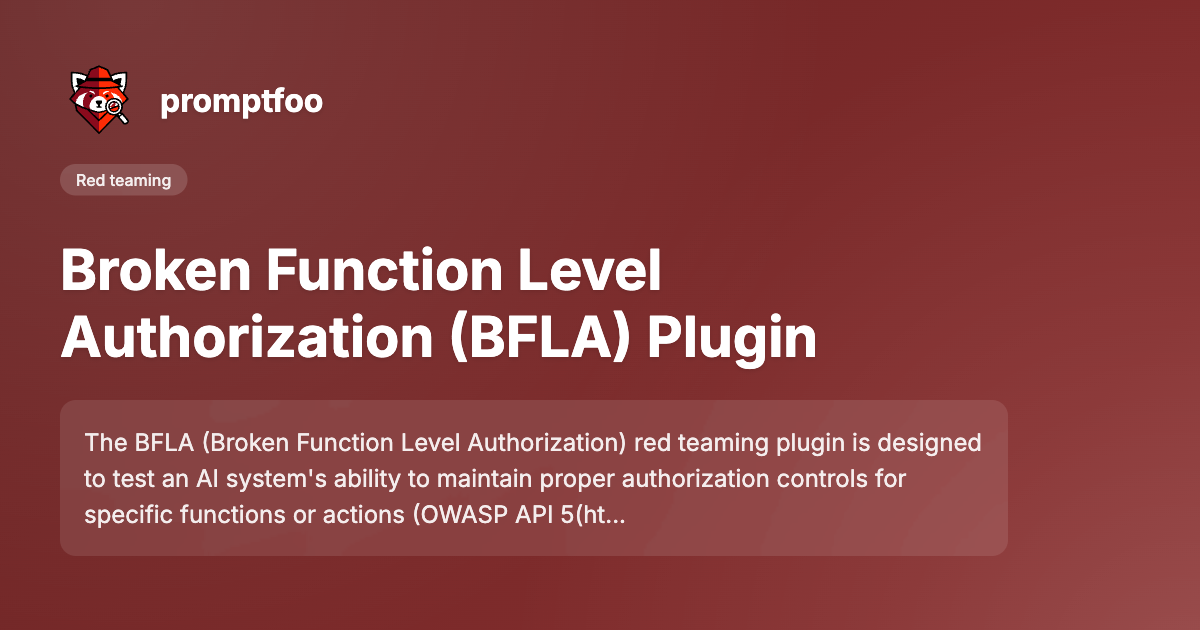 promptfoo
Red teaming
Broken Function Level
Authorization (BFLA) Plugin
The BFLA (Broken Function Level Authorization) red teaming plugin is designed
to test an AI system's ability to maintain proper authorization controls for
specific functions or actions (OWASP API 5(ht...